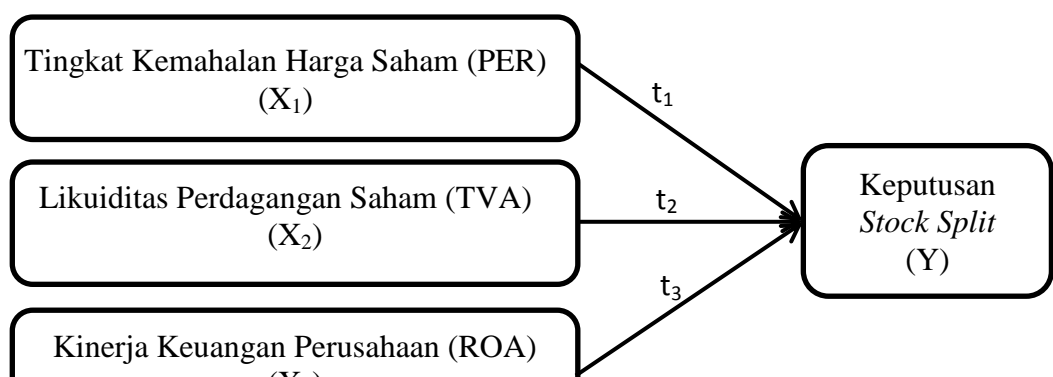 Tingkat Kemahalan Harga Saham (PER)
(X₁)
t₁
Likuiditas Perdagangan Saham (TVA)
(X₂)
t₂
Keputusan
Stock Split
(Y)
t₃
Kinerja Keuangan Perusahaan (ROA)